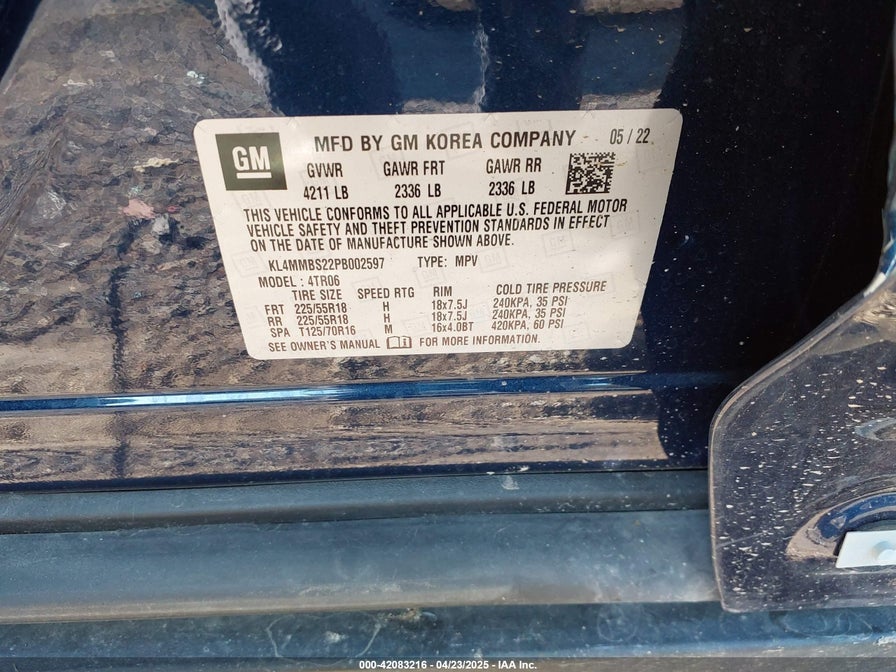 GM
MFD BY GM KOREA COMPANY 05 / 22
GVWR GAWR FRT GAWR RR
4211 LB 2336 LB 2336 LB
THIS VEHICLE CONFORMS TO ALL APPLICABLE U.S. FEDERAL MOTOR
VEHICLE SAFETY AND THEFT PREVENTION STANDARDS IN EFFECT
ON THE DATE OF MANUFACTURE SHOWN ABOVE.
KL4MMBS22PB002597 TYPE: MPV
MODEL : 4TR06
TIRE SIZE SPEED RTG RIM COLD TIRE PRESSURE
FRT 225/55R18 H 18x7.5J 240KPA, 35 PSI
RR 225/55R18 H 18x7.5J 240KPA, 35 PSI
SPA T125/70R16 M 16x4.0BT 420KPA, 60 PSI
SEE OWNER'S MANUAL FOR MORE INFORMATION.
000-42083216 - 04/23/2025 - IAA Inc.